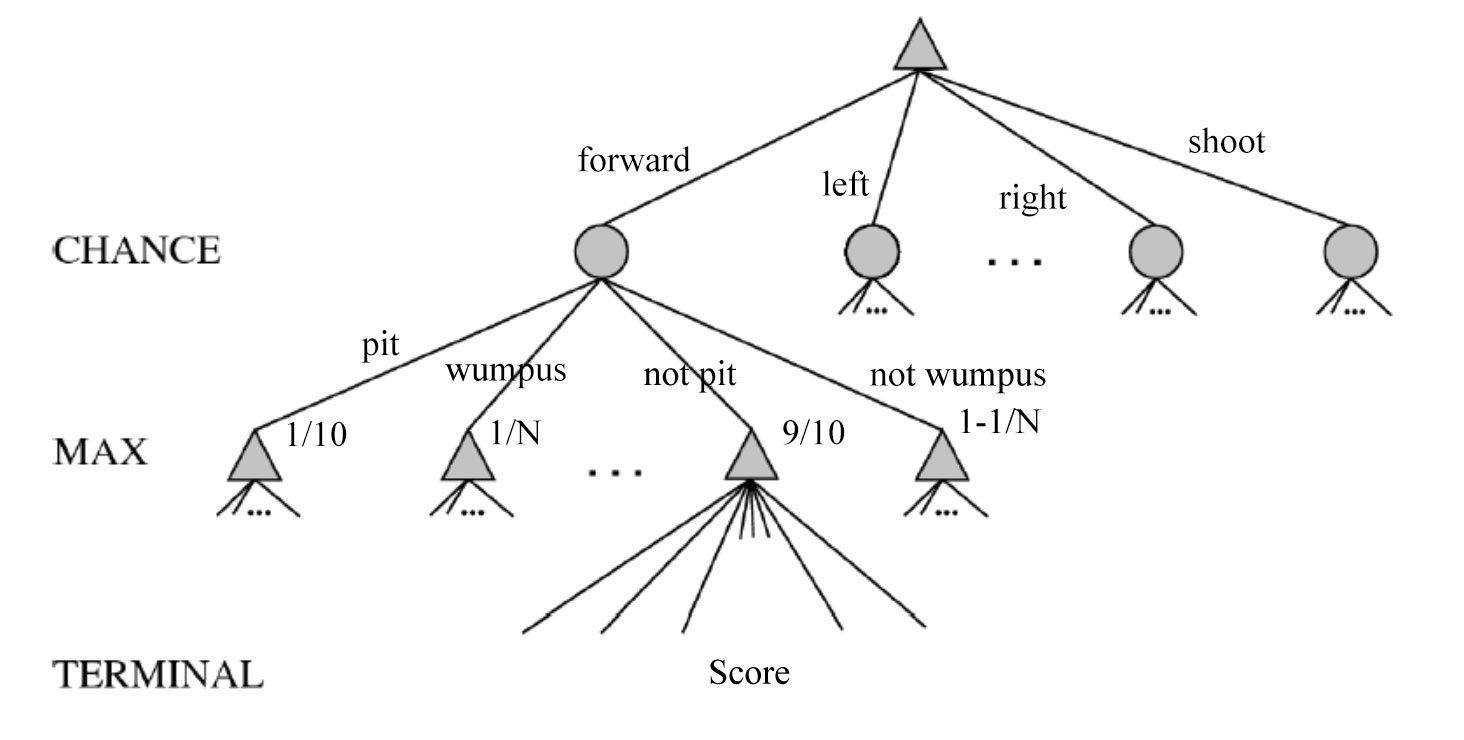 forward
left
right
shoot
CHANCE
...
...
...
...
pit
wumpus
not pit
not wumpus
MAX
1/10
1/N
...
9/10
1-1/N
...
...
...
TERMINAL
Score